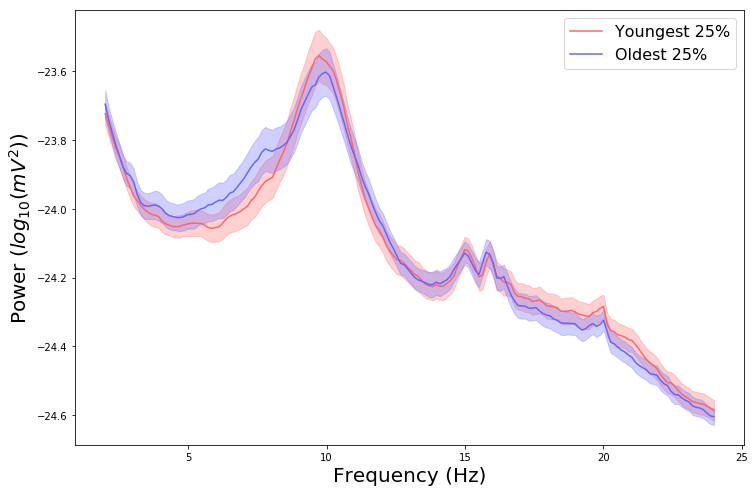 Youngest 25%
Oldest 25%
−23.6
−23.8
−24.0
−24.2
−24.4
−24.6
Power (log₁₀(mV²))
5
10
15
20
25
Frequency (Hz)